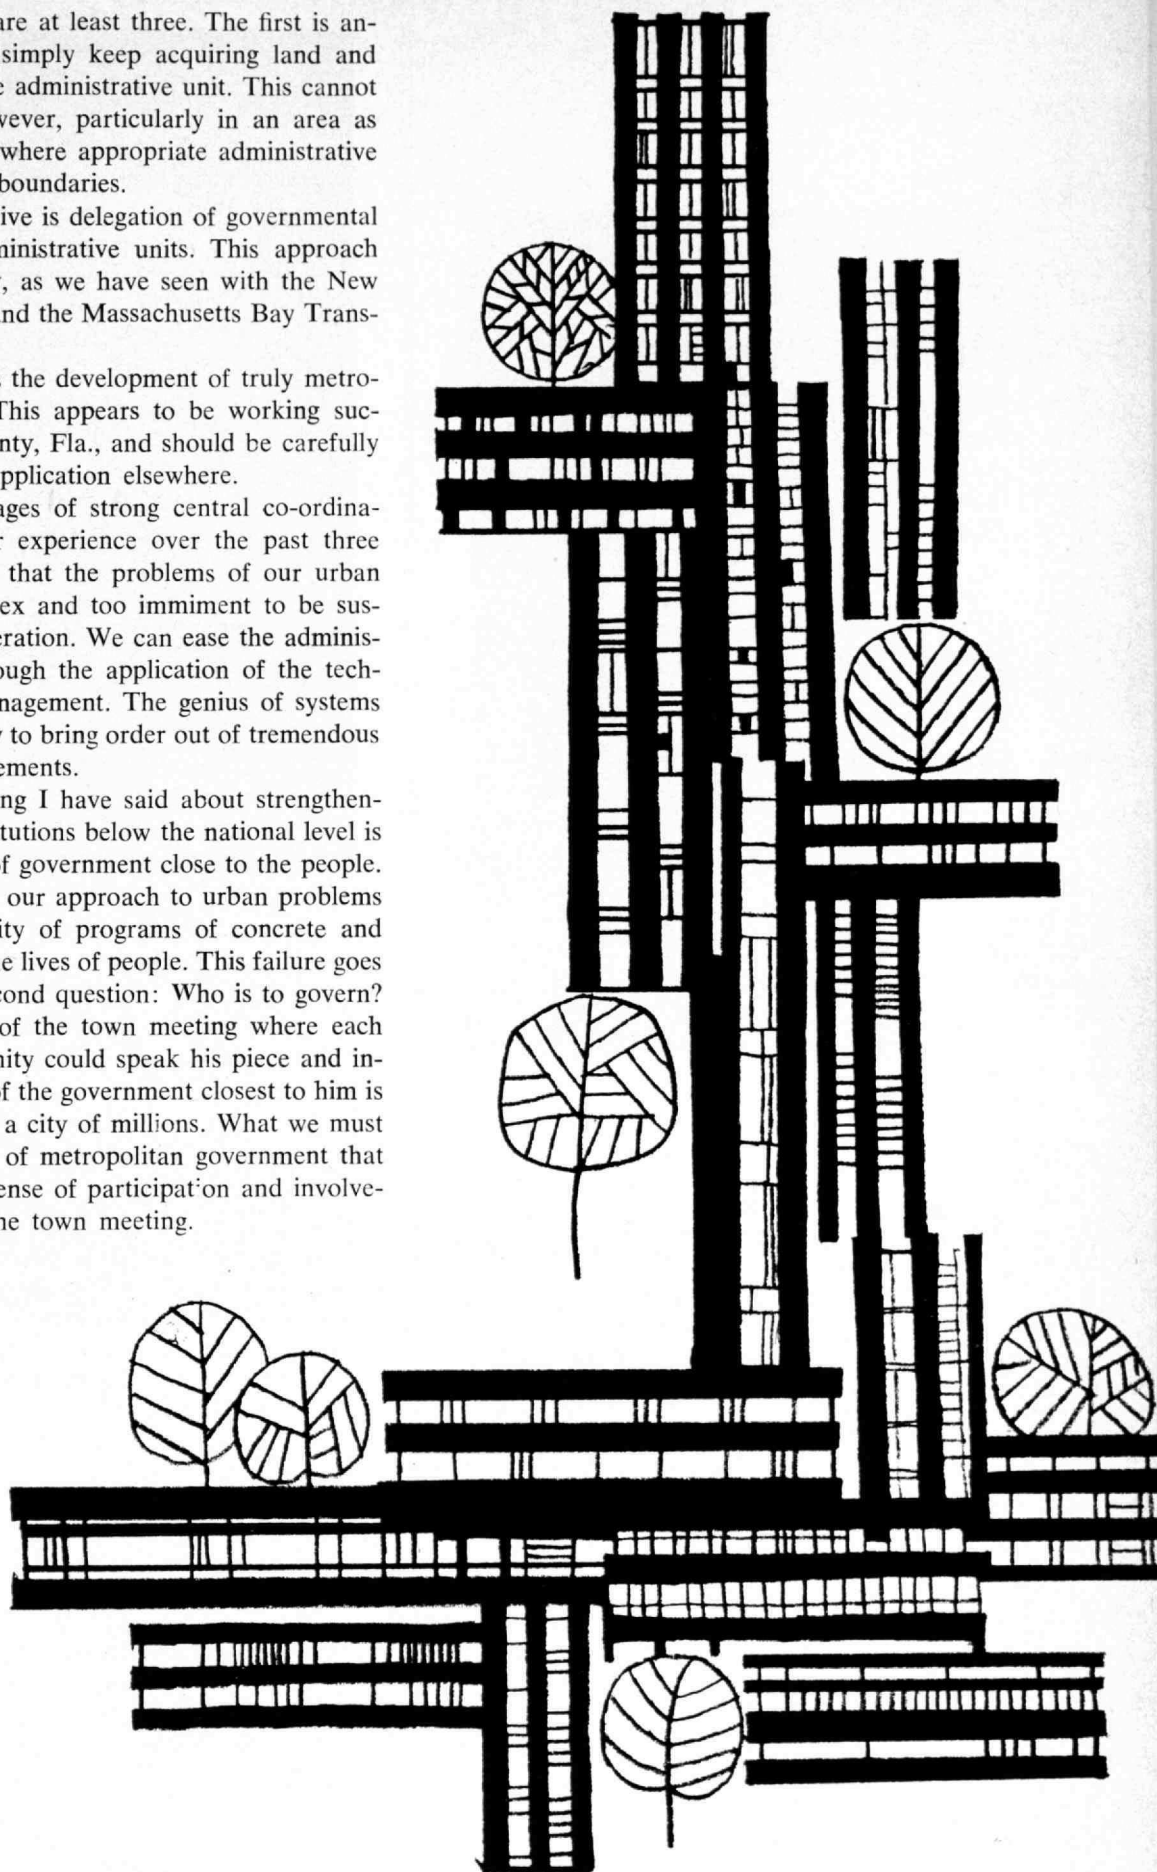 are at least three. The first is an-
simply keep acquiring land and
e administrative unit. This cannot
wever, particularly in an area as
where appropriate administrative
boundaries.
ive is delegation of governmental
ministrative units. This approach
, as we have seen with the New
and the Massachusetts Bay Trans-
the development of truly metro-
This appears to be working suc-
nty, Fla., and should be carefully
pplication elsewhere.
ages of strong central co-ordina-
r experience over the past three
that the problems of our urban
ex and too immiment to be sus-
eration. We can ease the adminis-
ough the application of the tech-
nagement. The genius of systems
y to bring order out of tremendous
ements.
ng I have said about strengthen-
tutions below the national level is
of government close to the people.
our approach to urban problems
ity of programs of concrete and
e lives of people. This failure goes
cond question: Who is to govern?
of the town meeting where each
nity could speak his piece and in-
of the government closest to him is
a city of millions. What we must
of metropolitan government that
ense of participation and involve-
he town meeting.